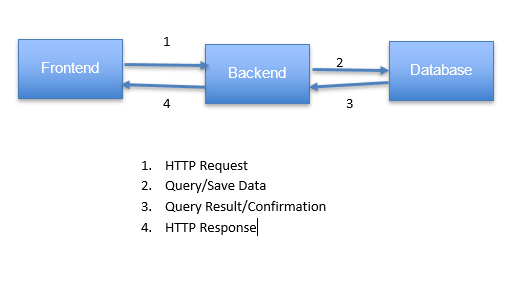 1
2
Frontend
Backend
Database
4
3
1. HTTP Request
2. Query/Save Data
3. Query Result/Confirmation
4. HTTP Response